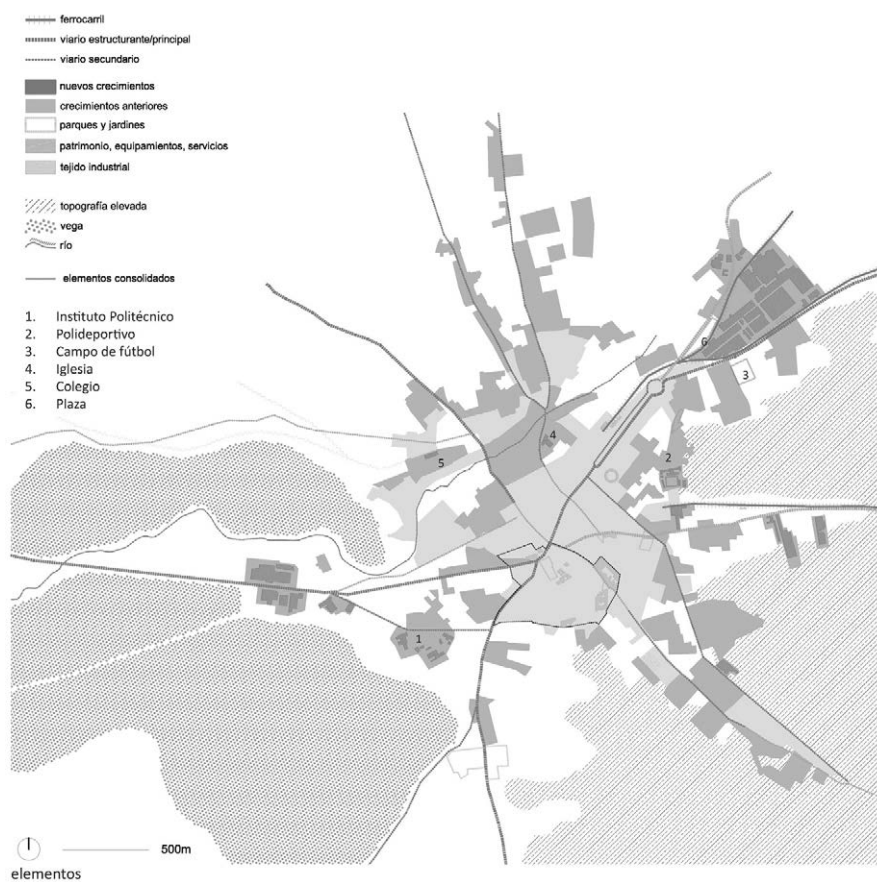 ferrocarril
viario estructurante/principal
viario secundario
nuevos crecimientos
crecimientos anteriores
parques y jardines
patrimonio, equipamientos, servicios
tejido industrial
topografía elevada
vega
río
elementos consolidados
1. Instituto Politécnico
2. Polideportivo
3. Campo de fútbol
4. Iglesia
5. Colegio
6. Plaza
6
3
4
5
2
1
500m
elementos